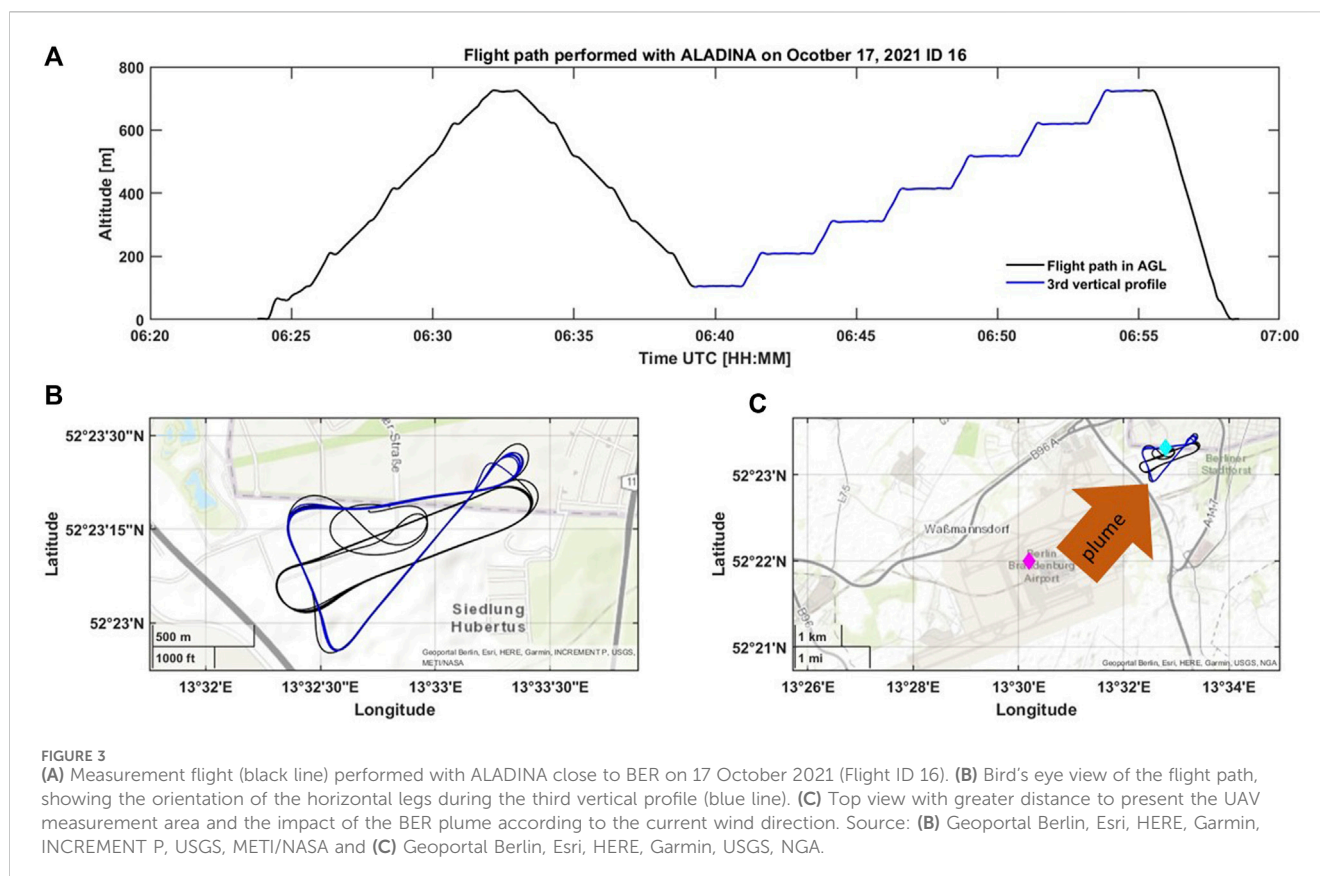 A
Flight path performed with ALADINA on Ocotber 17, 2021 ID 16
800
600
400
200
0
Altitude [m]
Flight path in AGL
3rd vertical profile
06:20
06:25
06:30
06:35
06:40
06:45
06:50
06:55
07:00
Time UTC [HH:MM]
B
52°23'30"N
52°23'15"N
52°23'N
Latitude
er-Straße
11
Siedlung
Hubertus
500 m
1000 ft
Geoportal Berlin, Esri, HERE, Garmin, INCREMENT P, USGS,
METI/NASA
13°32'E
13°32'30"E
13°33'E
13°33'30"E
Longitude
C
52°23'N
52°22'N
52°21'N
Latitude
B96 A
L75
Waßmannsdorf
Berliner
Stadtforst
A 117
plume
Berlin
Brandenburg
Airport
B96
1 km
1 mi
Geoportal Berlin, Esri, HERE, Garmin, USGS, NGA
13°26'E
13°28'E
13°30'E
13°32'E
13°34'E
Longitude
FIGURE 3
(A) Measurement flight (black line) performed with ALADINA close to BER on 17 October 2021 (Flight ID 16). (B) Bird's eye view of the flight path,
showing the orientation of the horizontal legs during the third vertical profile (blue line). (C) Top view with greater distance to present the UAV
measurement area and the impact of the BER plume according to the current wind direction. Source: (B) Geoportal Berlin, Esri, HERE, Garmin,
INCREMENT P, USGS, METI/NASA and (C) Geoportal Berlin, Esri, HERE, Garmin, USGS, NGA.